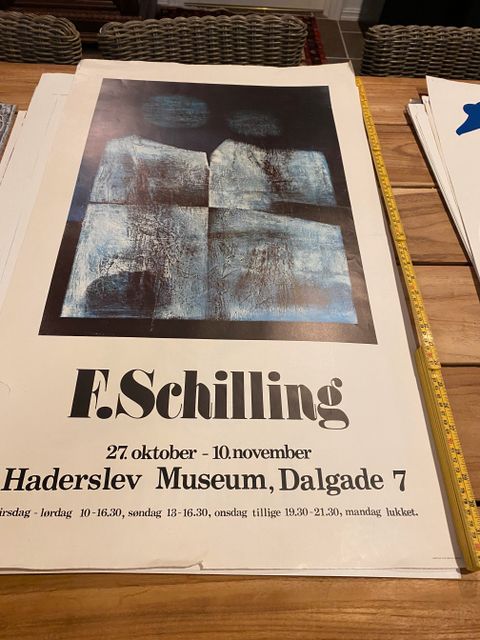 F. Schilling
27. oktober - 10. november
Haderslev Museum, Dalgade 7
irsdag - lørdag 10-16.30, søndag 13-16.30, onsdag tillige 19.30-21.30, mandag lukket.